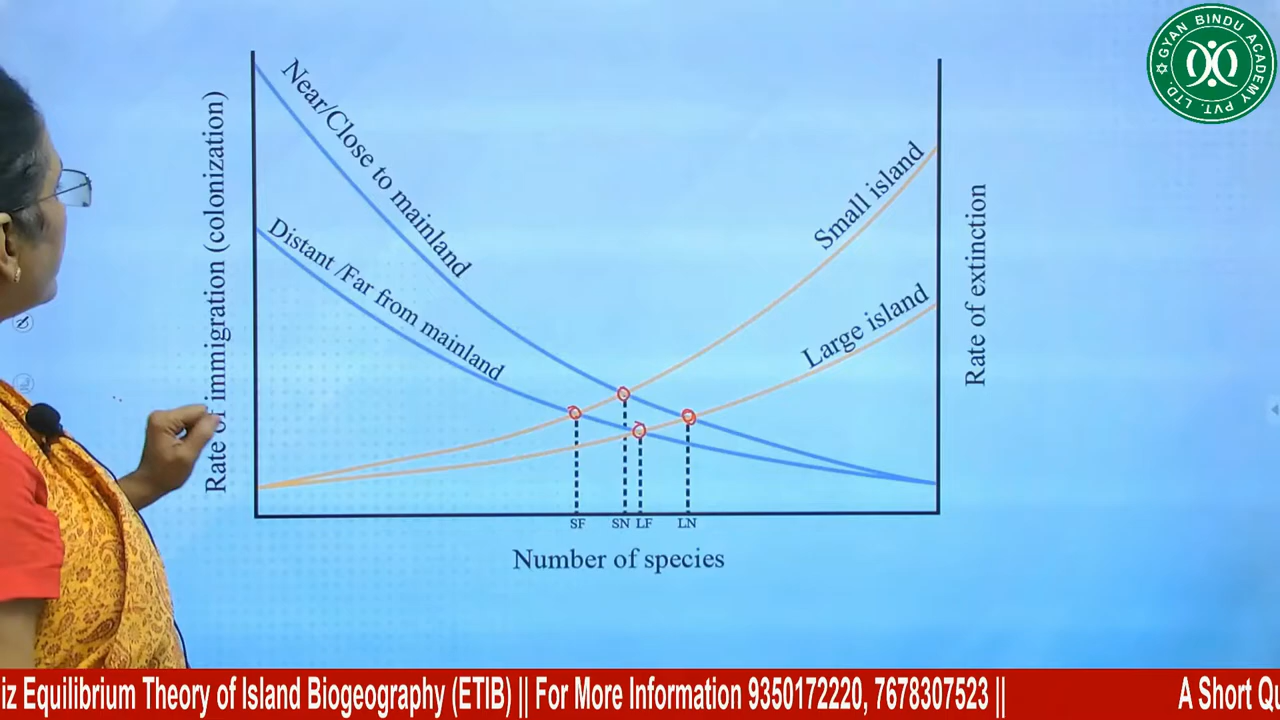 GYAN BINDU ACADEMY PVT. LTD.
Near/Close to mainland
Distant /Far from mainland
Small island
Large island
Rate of immigration (colonization)
Rate of extinction
SF SN LF LN
Number of species
iz Equilibrium Theory of Island Biogeography (ETIB) || For More Information 9350172220, 7678307523 || A Short Qu